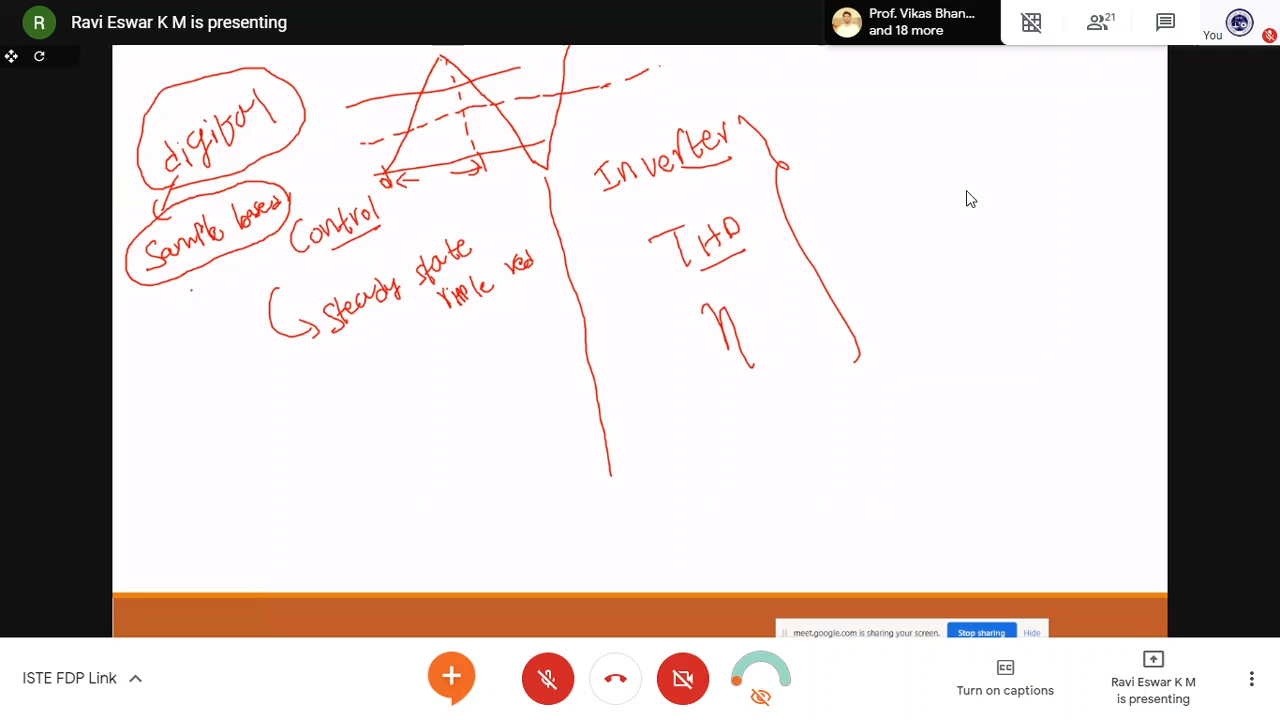 R Ravi Eswar K M is presenting
Prof. Vikas Bhan...
and 18 more
21
You
digital
Sample based
Control
Steady state
ripple red
Inverter
THD
η
meet.google.com is sharing your screen.
Stop sharing
Hide
ISTE FDP Link
CC
Turn on captions
Ravi Eswar K M
is presenting